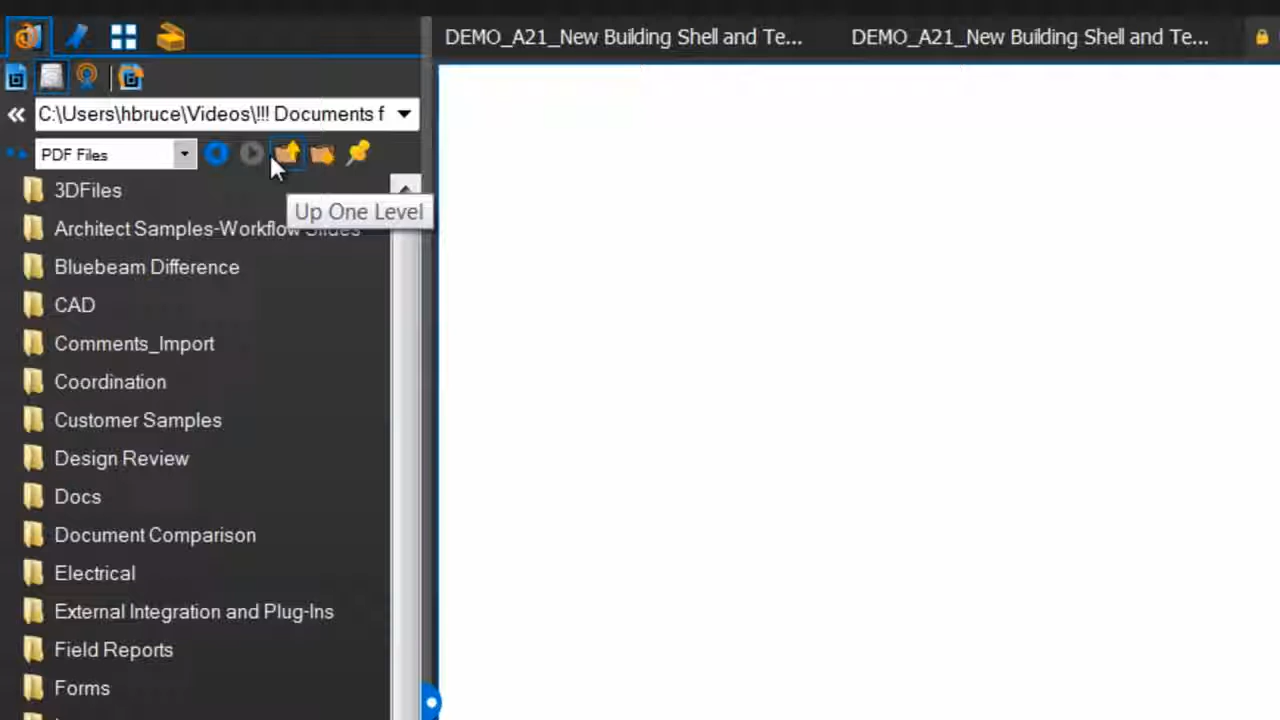 DEMO_A21_New Building Shell and Te... DEMO_A21_New Building Shell and Te...
C:\Users\hbruce\Videos\!!! Documents f
PDF Files
3DFiles
Up One Level
Architect Samples-Workflow Slides
Bluebeam Difference
CAD
Comments_Import
Coordination
Customer Samples
Design Review
Docs
Document Comparison
Electrical
External Integration and Plug-Ins
Field Reports
Forms